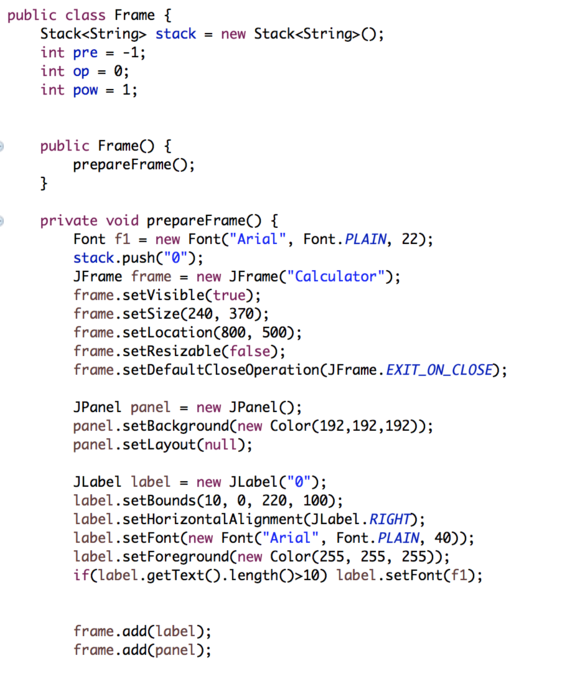 public class Frame {
    Stack<String> stack = new Stack<String>();
    int pre = -1;
    int op = 0;
    int pow = 1;
    public Frame() {
        prepareFrame();
    }
    private void prepareFrame() {
        Font f1 = new Font("Arial", Font.PLAIN, 22);
        stack.push("0");
        JFrame frame = new JFrame("Calculator");
        frame.setVisible(true);
        frame.setSize(240, 370);
        frame.setLocation(800, 500);
        frame.setResizable(false);
        frame.setDefaultCloseOperation(JFrame.EXIT_ON_CLOSE);
        JPanel panel = new JPanel();
        panel.setBackground(new Color(192,192,192));
        panel.setLayout(null);
        JLabel label = new JLabel("0");
        label.setBounds(10, 0, 220, 100);
        label.setHorizontalAlignment(JLabel.RIGHT);
        label.setFont(new Font("Arial", Font.PLAIN, 40));
        label.setForeground(new Color(255, 255, 255));
        if(label.getText().length()>10) label.setFont(f1);
        frame.add(label);
        frame.add(panel);